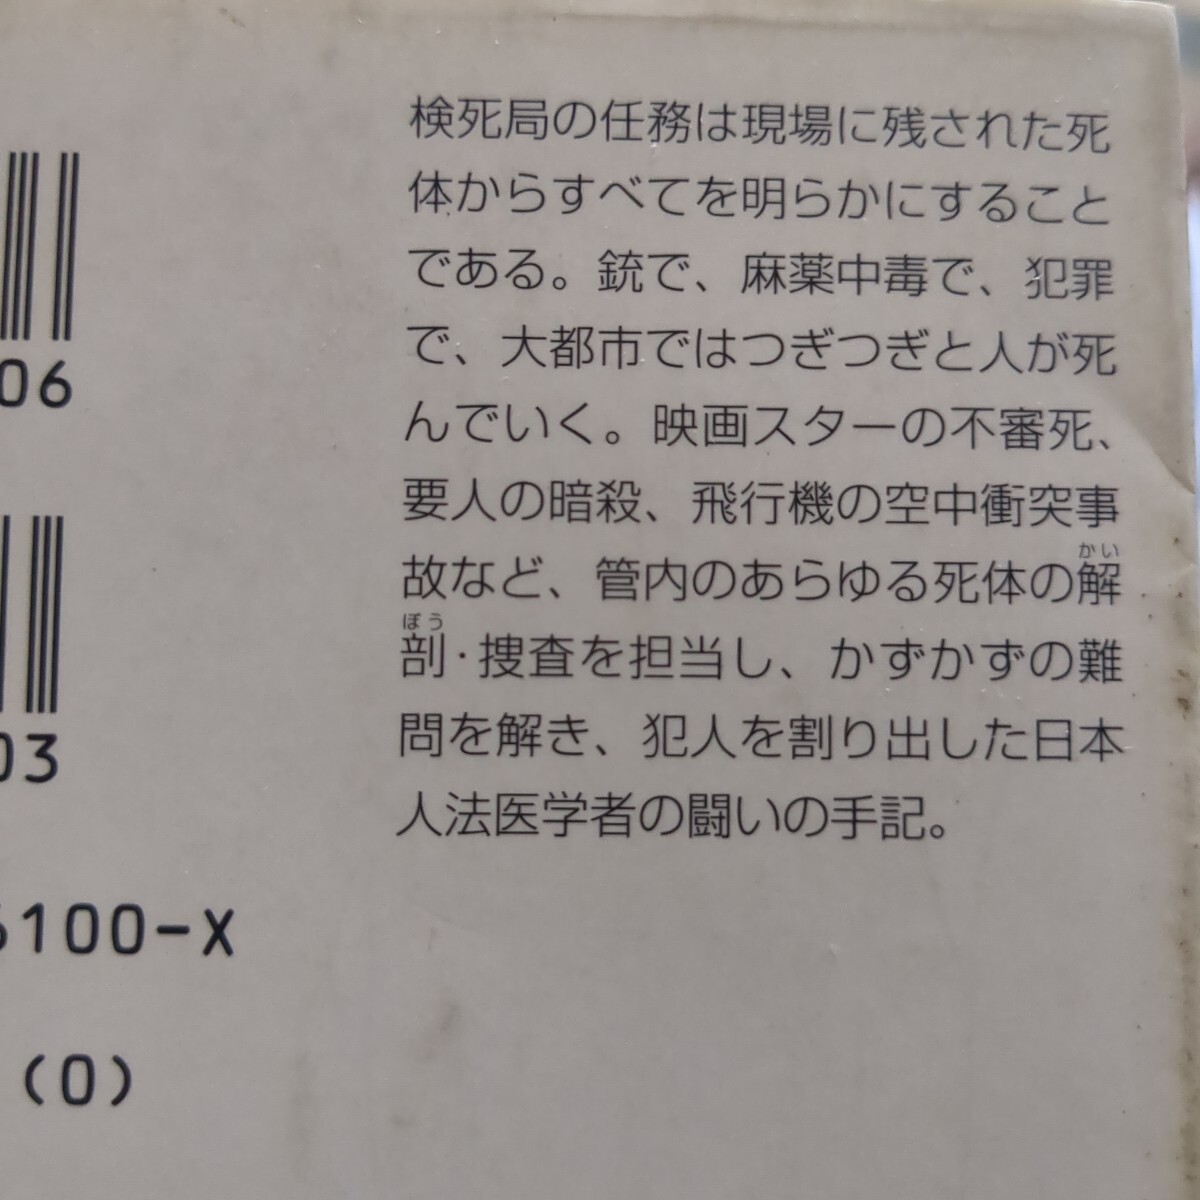 検死局の任務は現場に残された死
体からすべてを明らかにすること
である。銃で、麻薬中毒で、犯罪
で、大都市ではつぎつぎと人が死
んでいく。映画スターの不審死、
要人の暗殺、飛行機の空中衝突事
故など、管内のあらゆる死体の解
剖・捜査を担当し、かずかずの難
問を解き、犯人を割り出した日本
人法医学者の闘いの手記。
かい
ぼう
06
03
6100-X
(0)